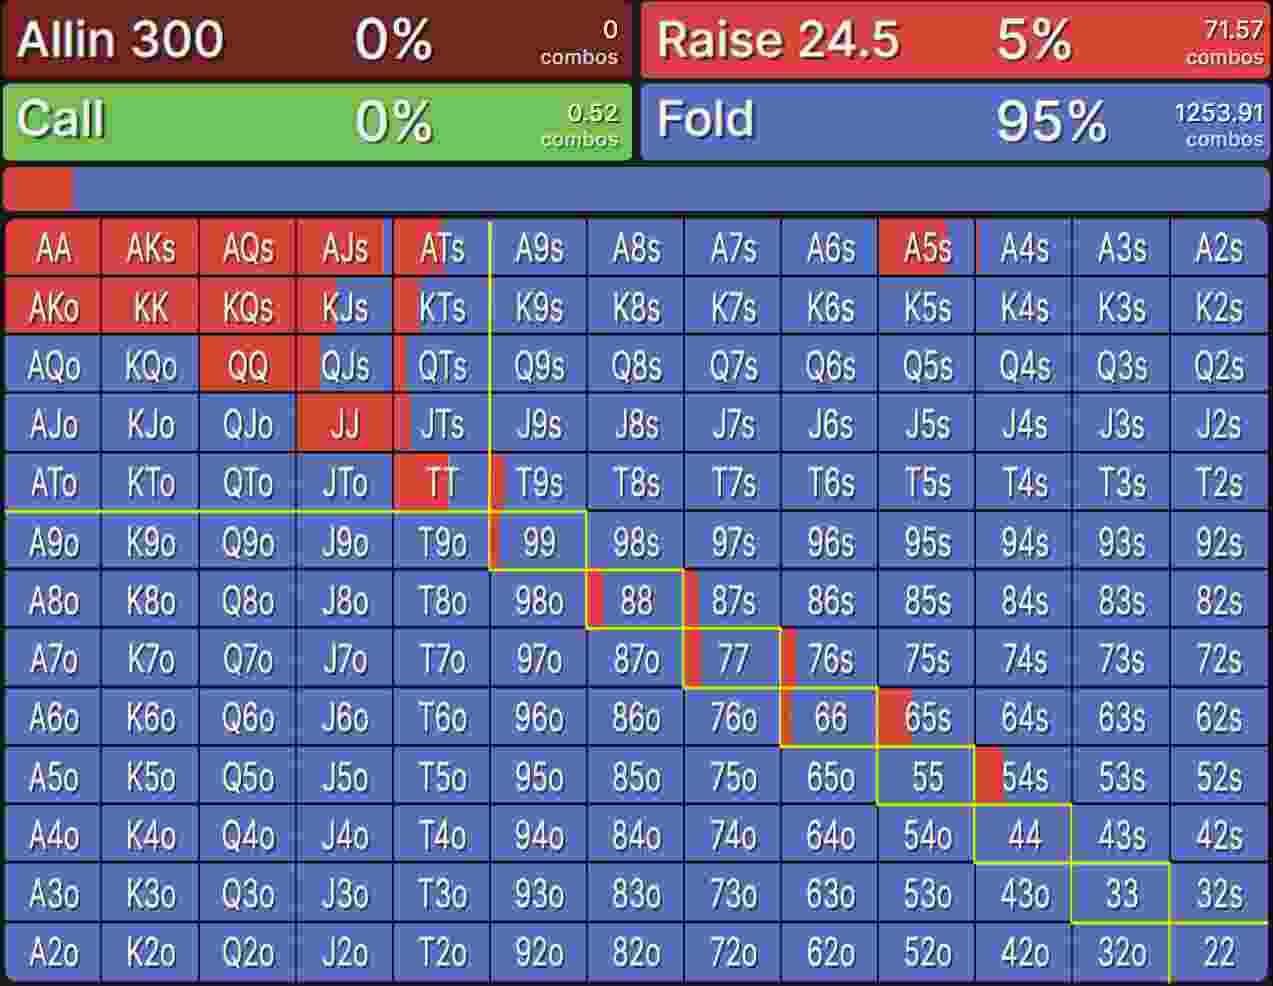 Allin 300 0% 0 combos Raise 24.5 5% 71.57 combos
Call 0% 0.52 combos Fold 95% 1253.91 combos
AA AKs AQs AJs ATs A9s A8s A7s A6s A5s A4s A3s A2s
AKo KK KQs KJs KTs K9s K8s K7s K6s K5s K4s K3s K2s
AQo KQo QQ QJs QTs Q9s Q8s Q7s Q6s Q5s Q4s Q3s Q2s
AJo KJo QJo JJ JTs J9s J8s J7s J6s J5s J4s J3s J2s
ATo KTo QTo JTo TT T9s T8s T7s T6s T5s T4s T3s T2s
A9o K9o Q9o J9o T9o 99 98s 97s 96s 95s 94s 93s 92s
A8o K8o Q8o J8o T8o 98o 88 87s 86s 85s 84s 83s 82s
A7o K7o Q7o J7o T7o 97o 87o 77 76s 75s 74s 73s 72s
A6o K6o Q6o J6o T6o 96o 86o 76o 66 65s 64s 63s 62s
A5o K5o Q5o J5o T5o 95o 85o 75o 65o 55 54s 53s 52s
A4o K4o Q4o J4o T4o 94o 84o 74o 64o 54o 44 43s 42s
A3o K3o Q3o J3o T3o 93o 83o 73o 63o 53o 43o 33 32s
A2o K2o Q2o J2o T2o 92o 82o 72o 62o 52o 42o 32o 22